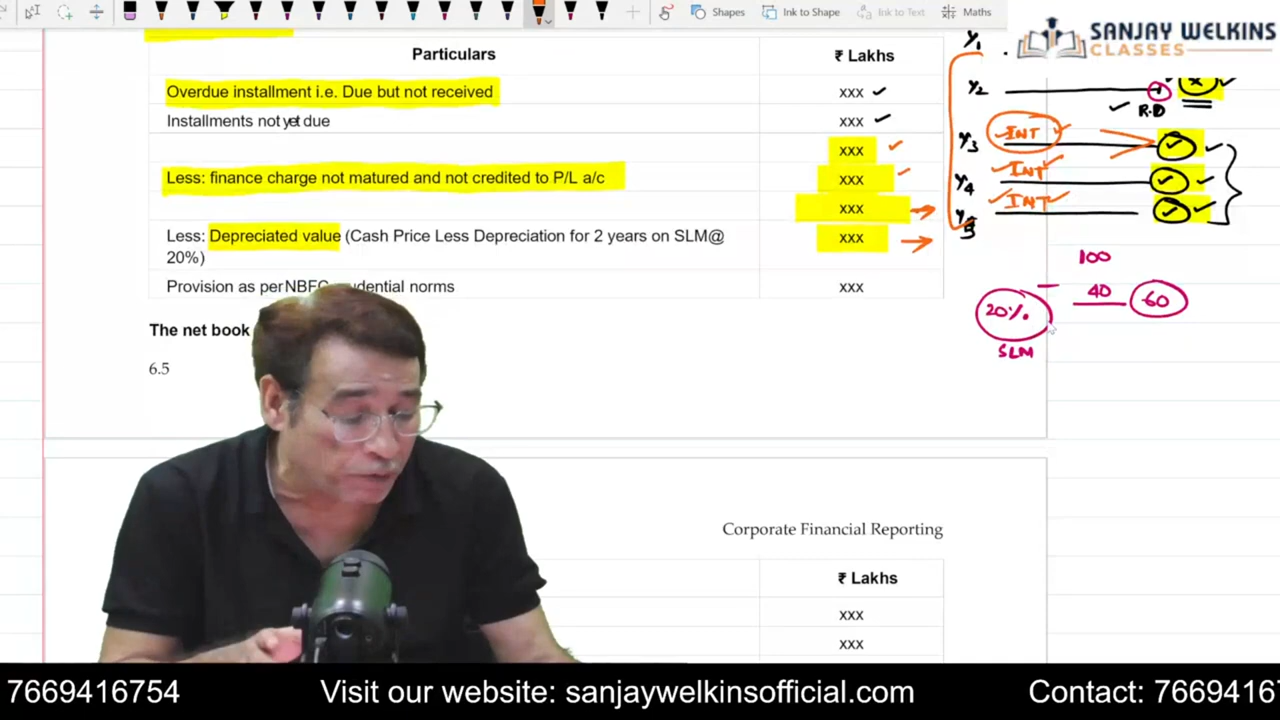 Shapes
Ink to Shape
Ink to Text
Maths
SANJAY WELKINS
CLASSES
Particulars
₹ Lakhs
Overdue installment i.e. Due but not received
xxx
Installments not yet due
xxx
xxx
Less: finance charge not matured and not credited to P/L a/c
xxx
xxx
Less: Depreciated value (Cash Price Less Depreciation for 2 years on SLM@
20%)
xxx
Provision as per NBFC prudential norms
xxx
The net book
6.5
Y1
Y2
R.D
Y3
INT
Y4
INT
Y5
INT
100
- 40
60
20%
SLM
Corporate Financial Reporting
₹ Lakhs
xxx
xxx
7669416754
Visit our website: sanjaywelkinsofficial.com
Contact: 76694167